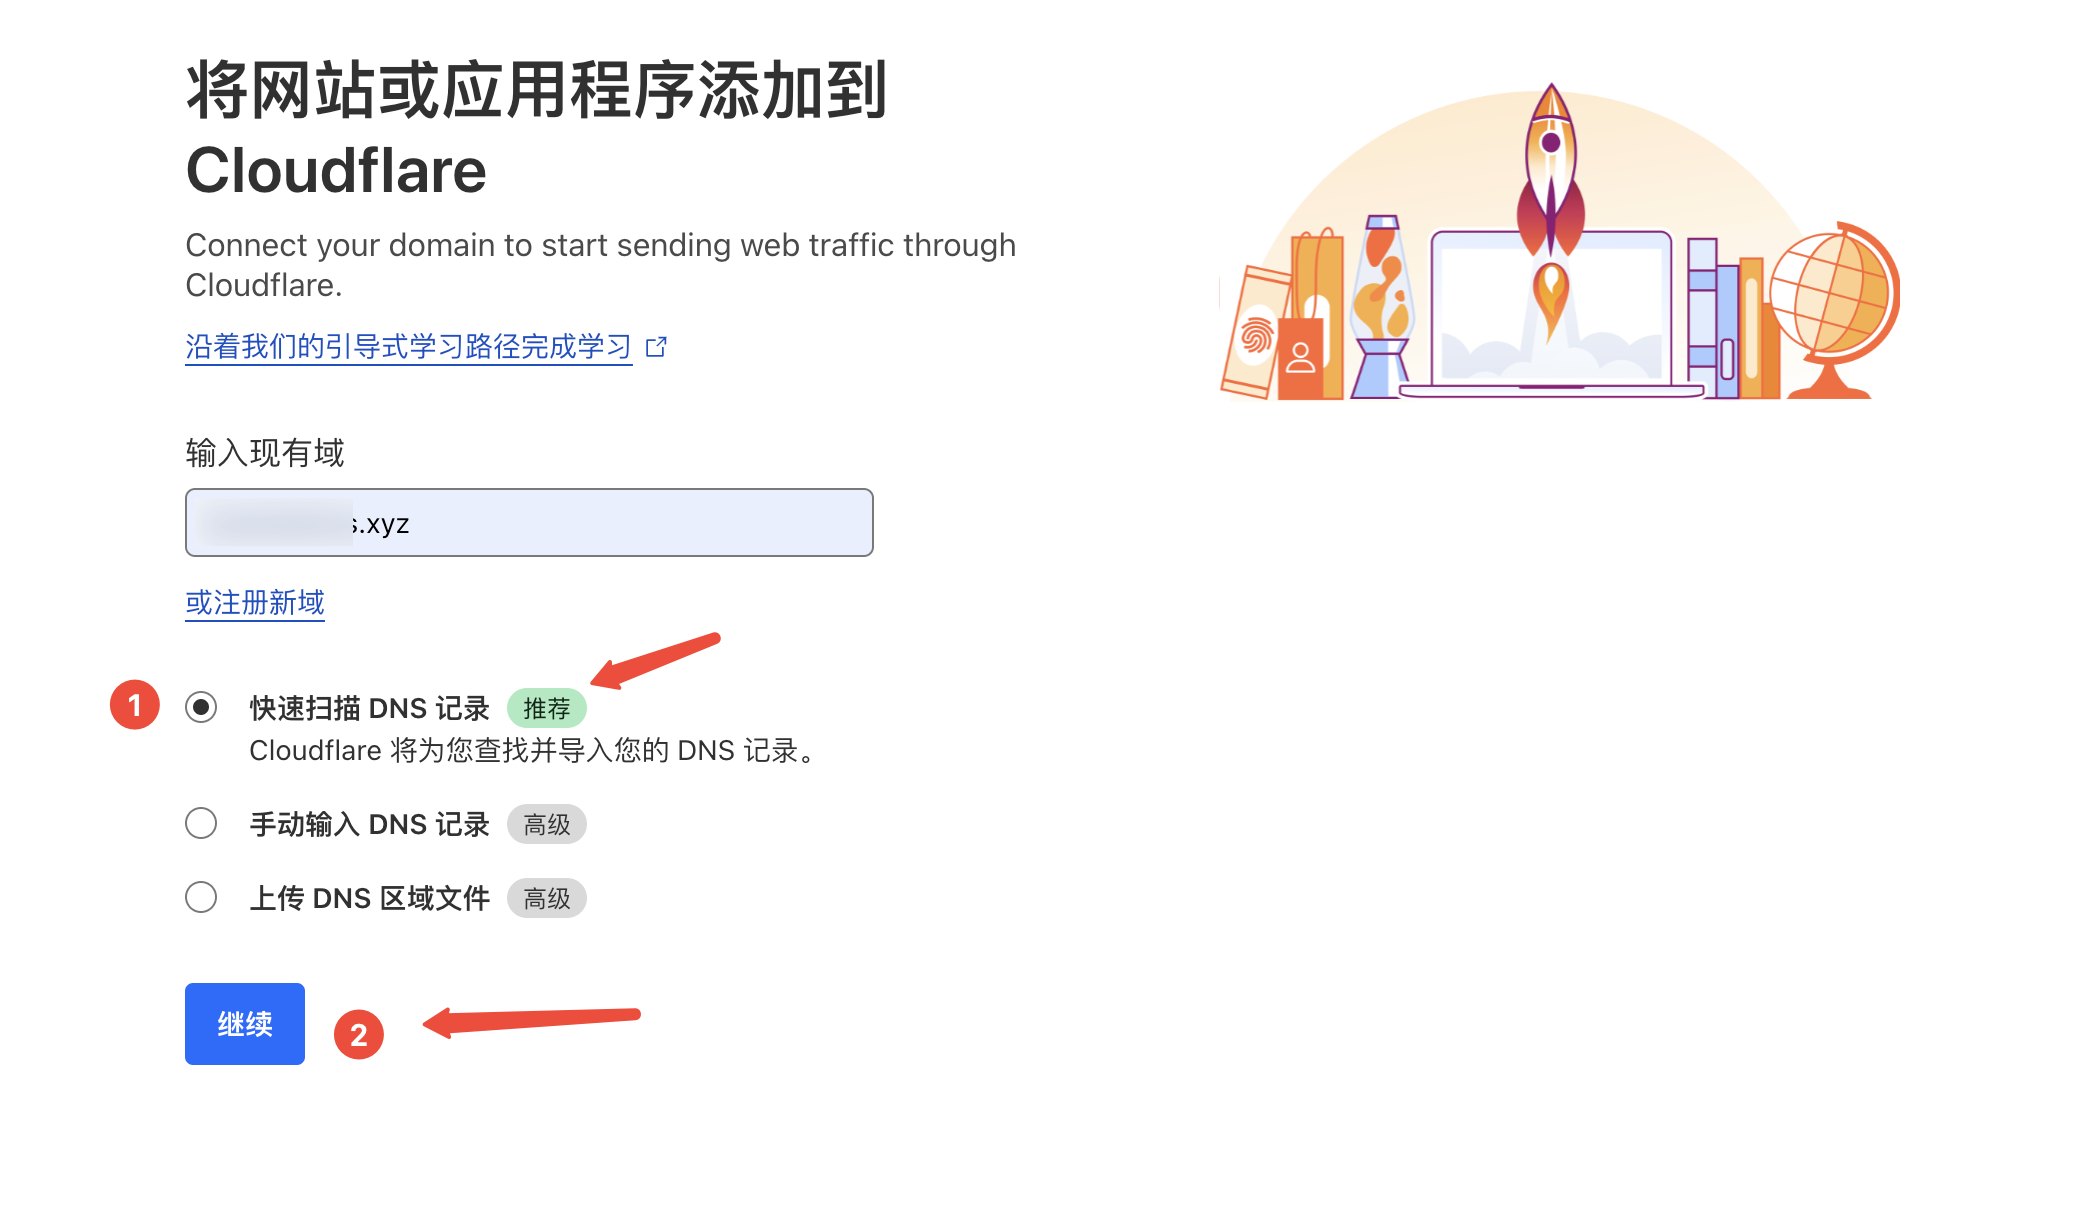 将网站或应用程序添加到
Cloudflare
Connect your domain to start sending web traffic through
Cloudflare.
沿着我们的引导式学习路径完成学习
输入现有域
s.xyz
或注册新域
1
快速扫描 DNS 记录 推荐
Cloudflare 将为您查找并导入您的 DNS 记录。
手动输入 DNS 记录 高级
上传 DNS 区域文件 高级
继续
2